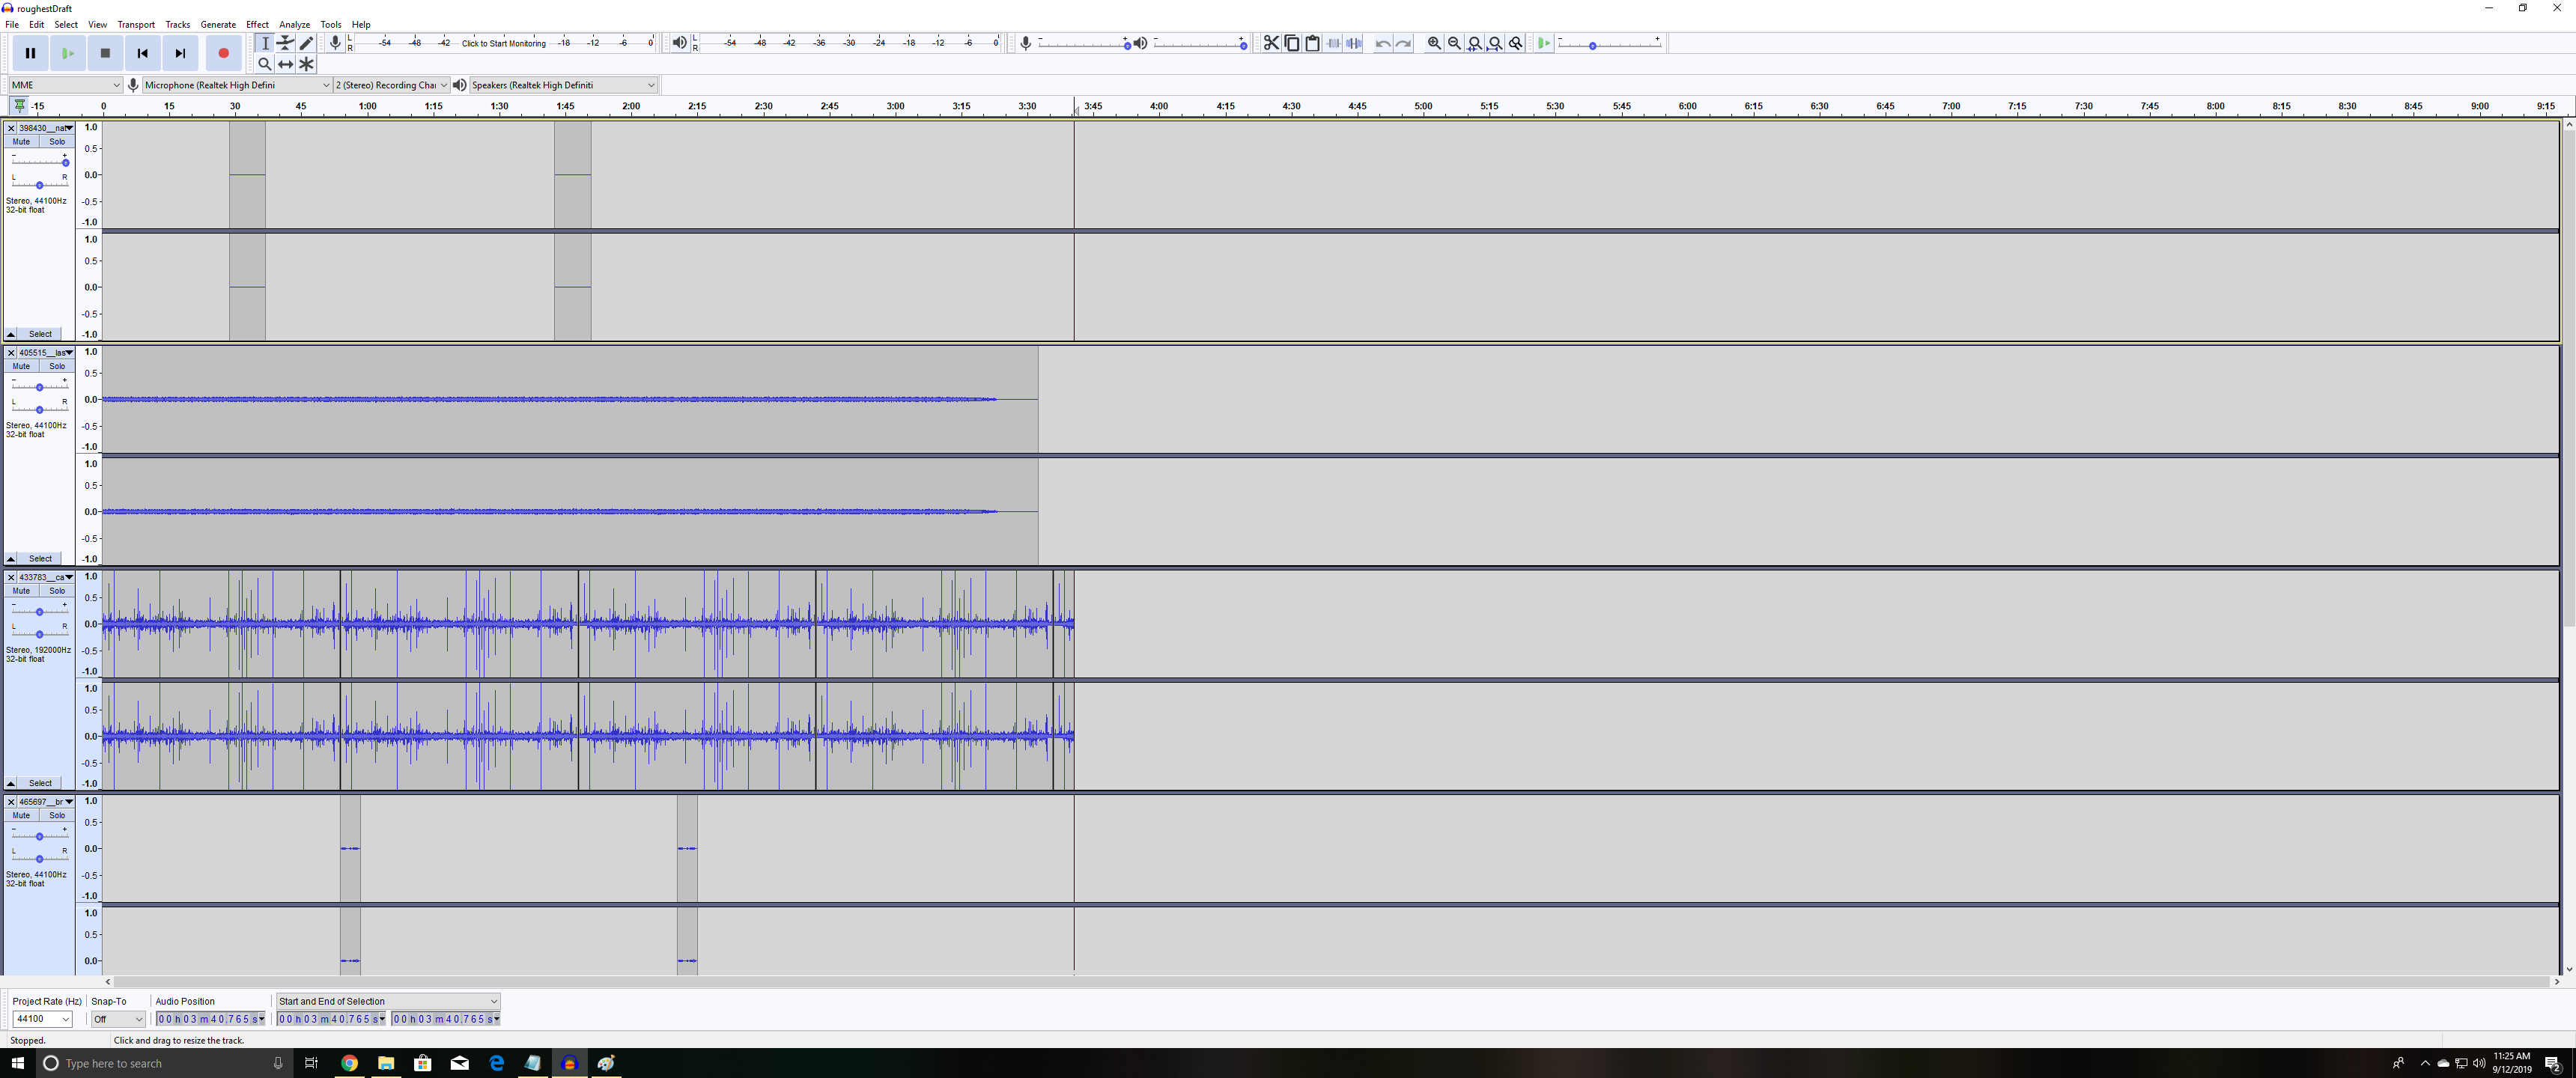 roughestDraft
File Edit Select View Transport Tracks Generate Effect Analyze Tools Help
L R -54 -48 -42 Click to Start Monitoring -18 -12 -6 0 L R -54 -48 -42 -36 -30 -24 -18 -12 -6 0 - + - + - +
MME Microphone (Realtek High Defini 2 (Stereo) Recording Chai Speakers (Realtek High Definiti
-15 0 15 30 45 1:00 1:15 1:30 1:45 2:00 2:15 2:30 2:45 3:00 3:15 3:30 3:45 4:00 4:15 4:30 4:45 5:00 5:15 5:30 5:45 6:00 6:15 6:30 6:45 7:00 7:15 7:30 7:45 8:00 8:15 8:30 8:45 9:00 9:15
398430__nat 1.0
Mute Solo
- + 0.5
L R 0.0
Stereo, 44100Hz -0.5
32-bit float
-1.0
1.0
0.5
0.0
-0.5
Select -1.0
405515__las 1.0
Mute Solo
- + 0.5
L R 0.0
Stereo, 44100Hz -0.5
32-bit float
-1.0
1.0
0.5
0.0
-0.5
Select -1.0
433783__ca 1.0
Mute Solo
- + 0.5
L R 0.0
Stereo, 192000Hz -0.5
32-bit float
-1.0
1.0
0.5
0.0
-0.5
Select -1.0
465697__br 1.0
Mute Solo
- + 0.5
L R 0.0
Stereo, 44100Hz -0.5
32-bit float
-1.0
1.0
0.5
0.0
Project Rate (Hz) Snap-To Audio Position Start and End of Selection
44100 Off 00 h 03 m 40.765 s 00 h 03 m 40.765 s 00 h 03 m 40.765 s
Stopped. Click and drag to resize the track.
Type here to search 11:25 AM
9/12/2019 2